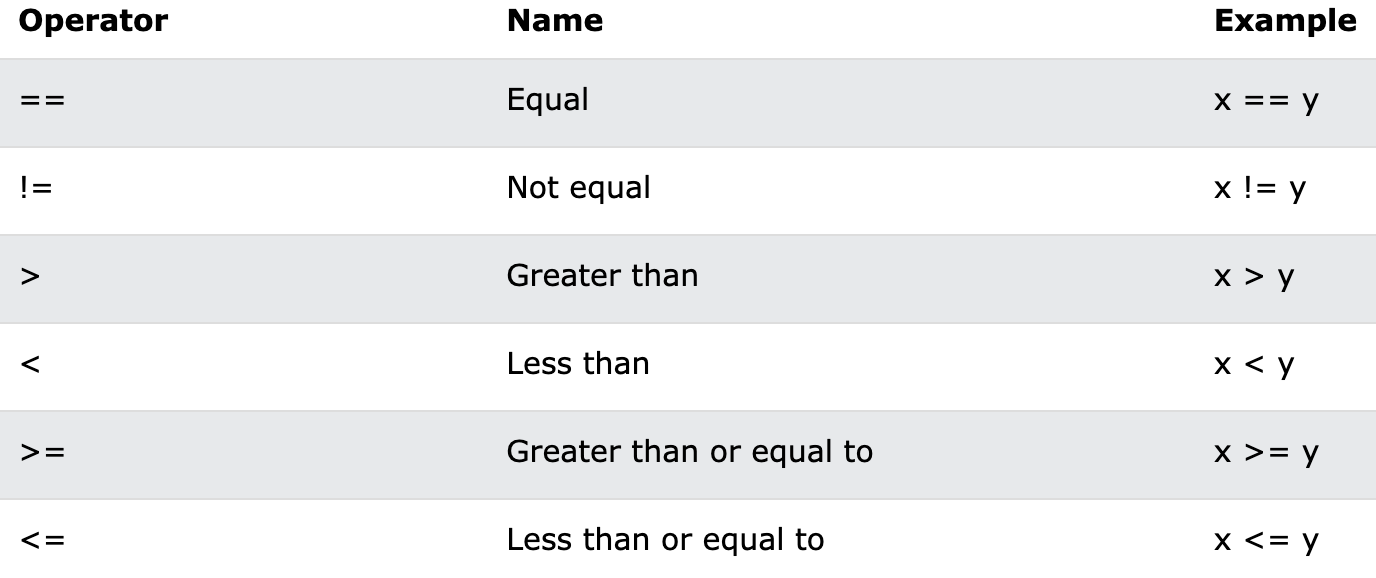 Operator Name Example
== Equal x == y
!= Not equal x != y
> Greater than x > y
< Less than x < y
>= Greater than or equal to x >= y
<= Less than or equal to x <= y